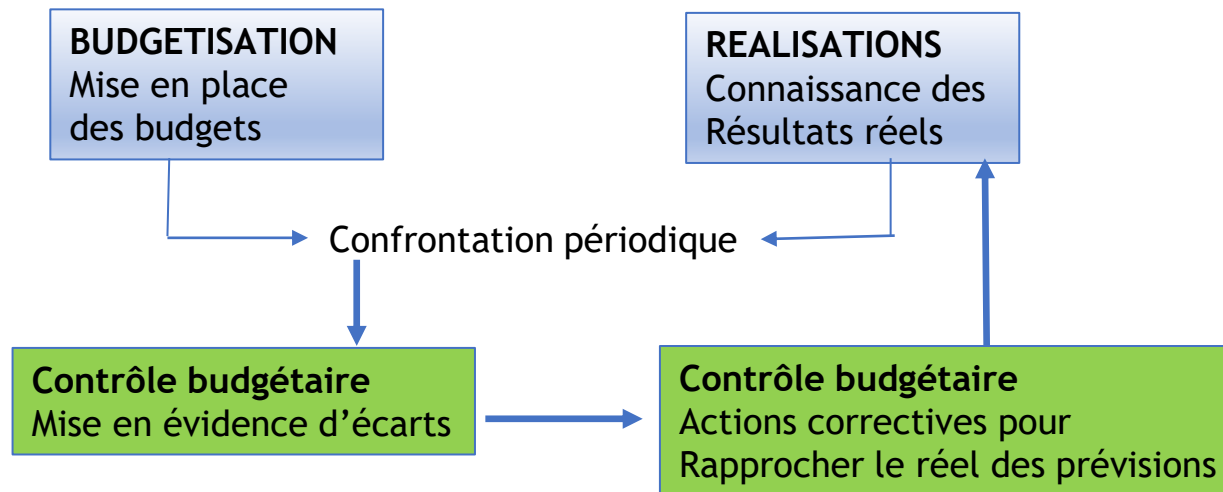 BUDGETISATION
Mise en place
des budgets
REALISATIONS
Connaissance des
Résultats réels
Confrontation périodique
Contrôle budgétaire
Mise en évidence d’écarts
Contrôle budgétaire
Actions correctives pour
Rapprocher le réel des prévisions